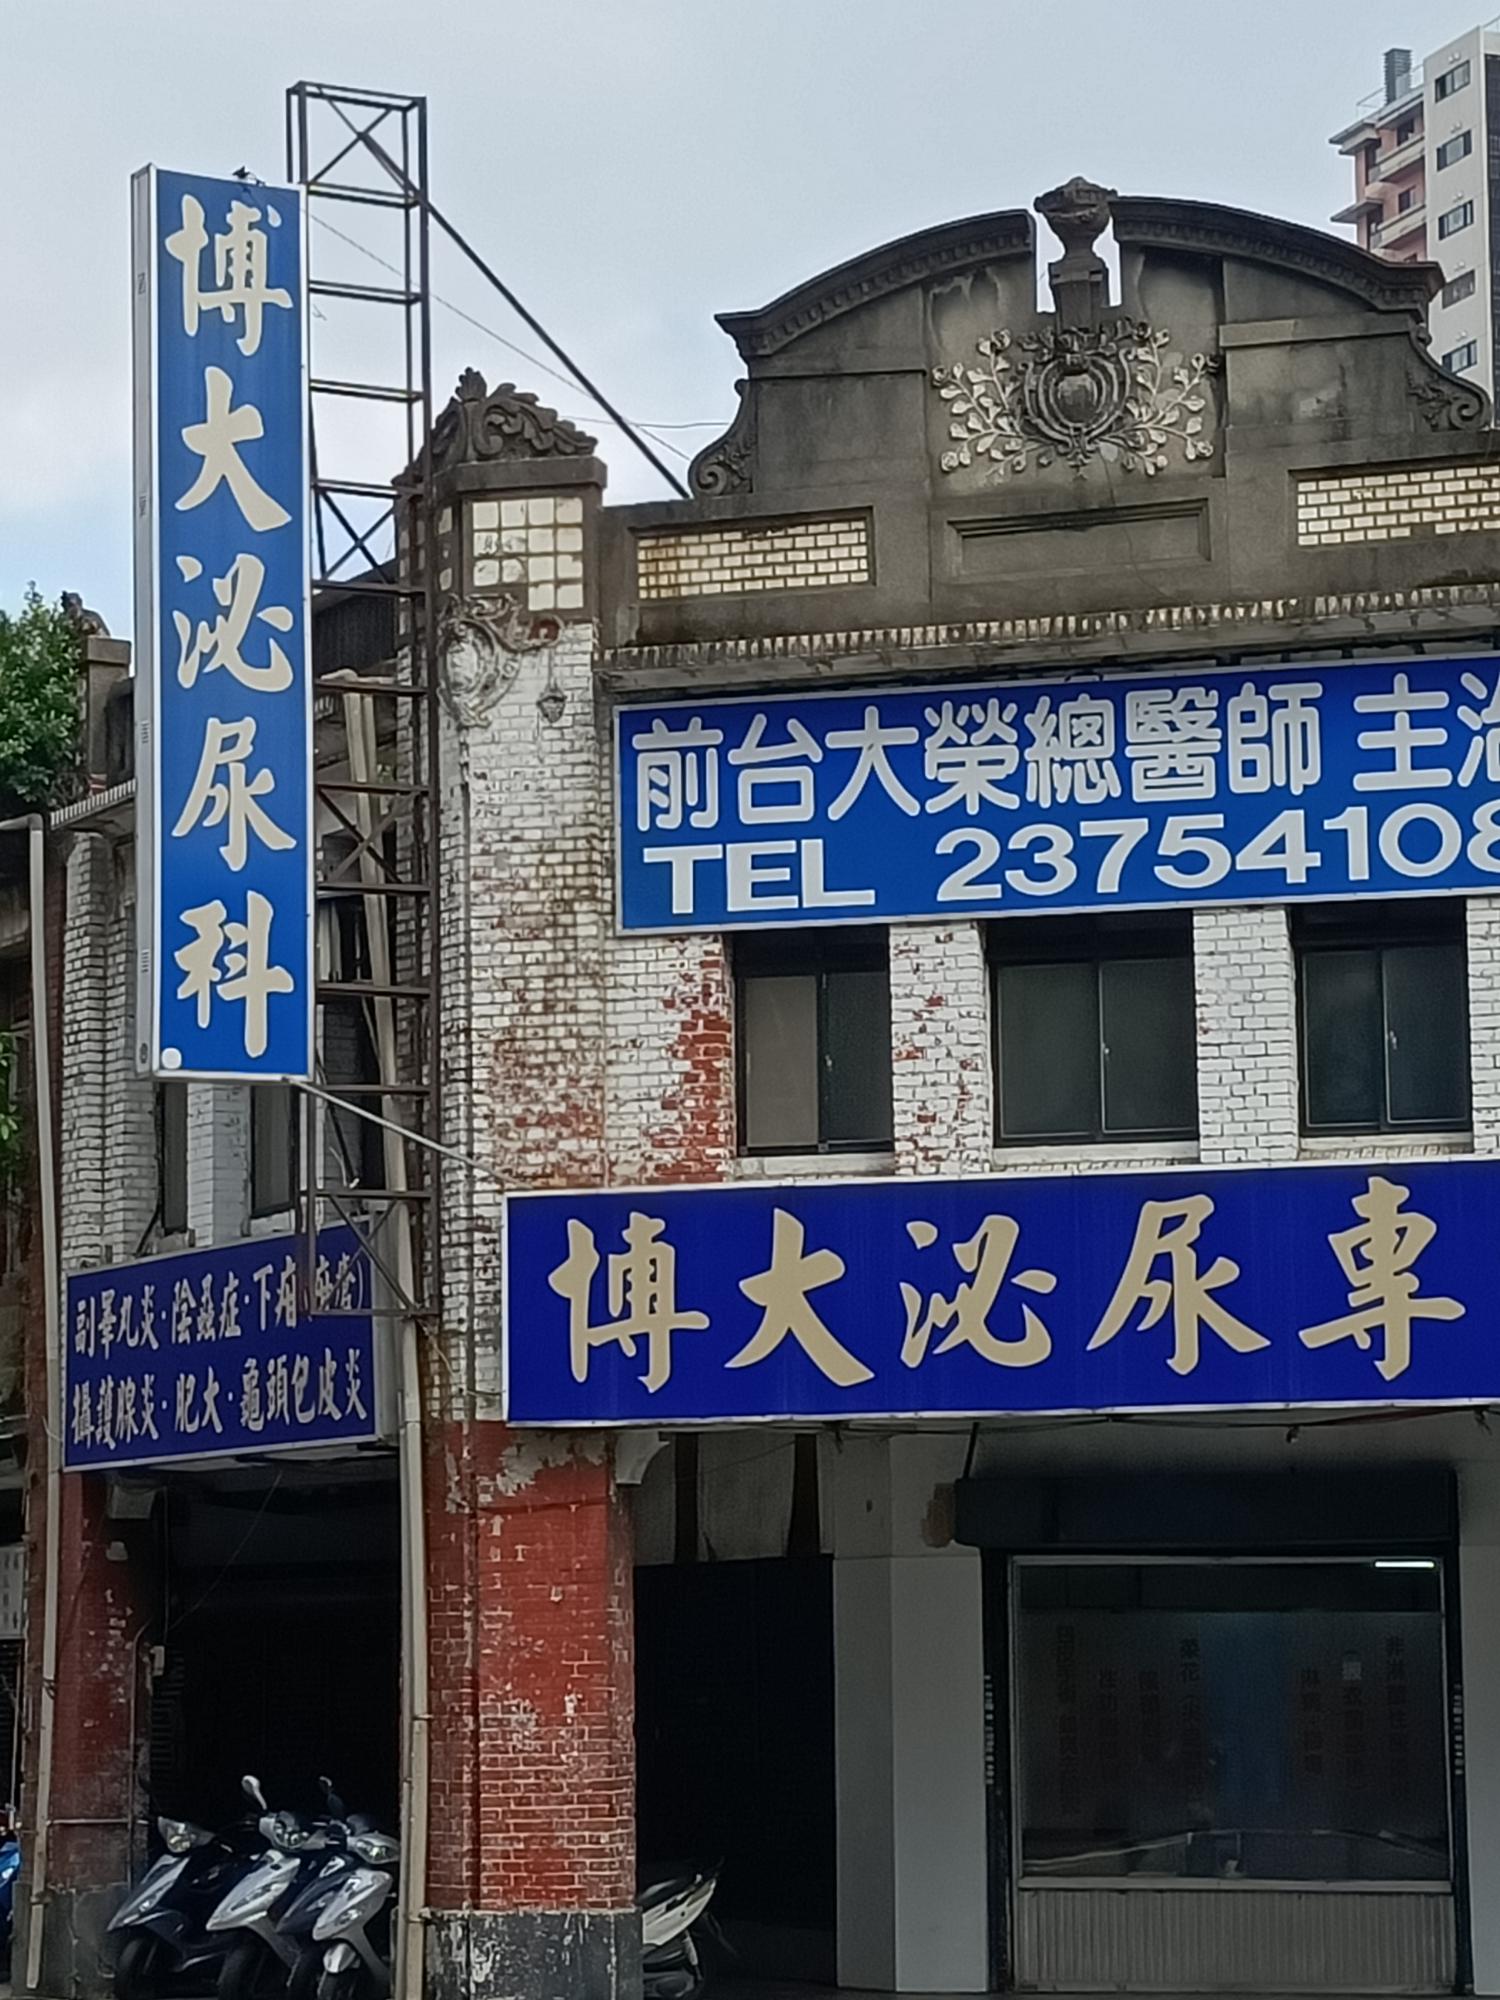 博大泌尿科
前台大榮總醫師 主治
TEL 23754108
博大泌尿專
副睪丸炎·陰蝨症·下疳
攝護腺炎·肥大·龜頭包皮炎